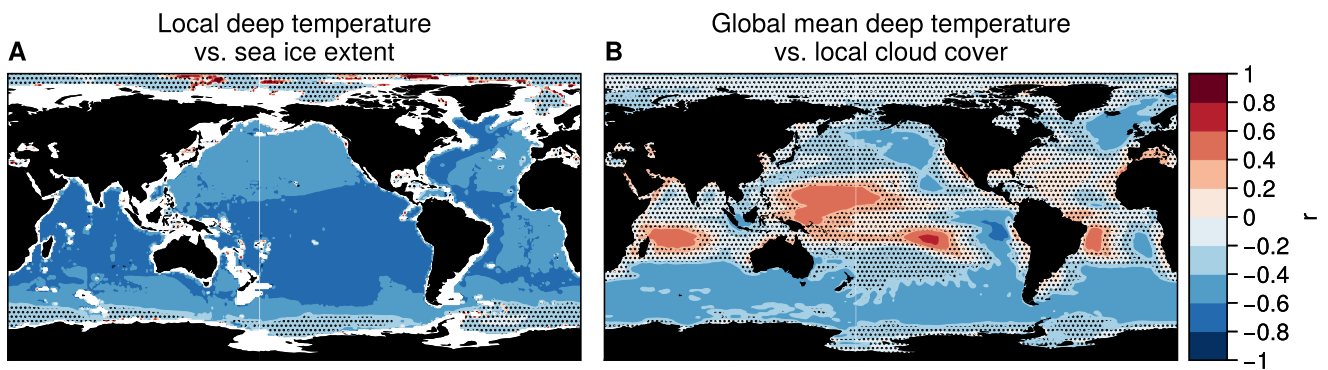 Local deep temperature
vs. sea ice extent
A
Global mean deep temperature
vs. local cloud cover
B
1
0.8
0.6
0.4
0.2
0
−0.2
−0.4
−0.6
−0.8
−1
r